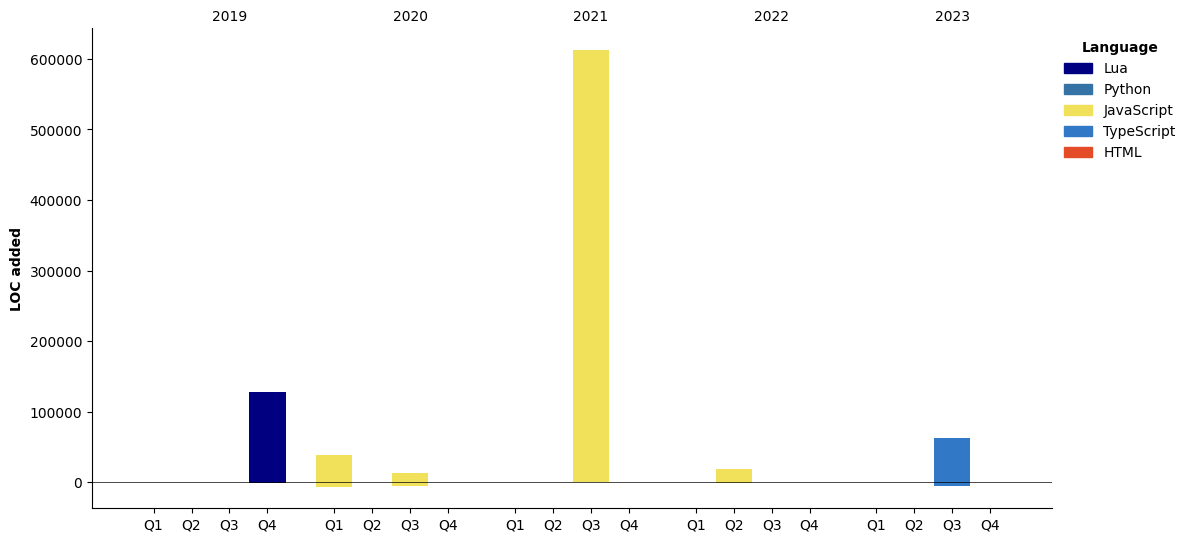 2019 2020 2021 2022 2023
Language
Lua
Python
JavaScript
TypeScript
HTML
LOC added
600000
500000
400000
300000
200000
100000
0
Q1 Q2 Q3 Q4 Q1 Q2 Q3 Q4 Q1 Q2 Q3 Q4 Q1 Q2 Q3 Q4 Q1 Q2 Q3 Q4